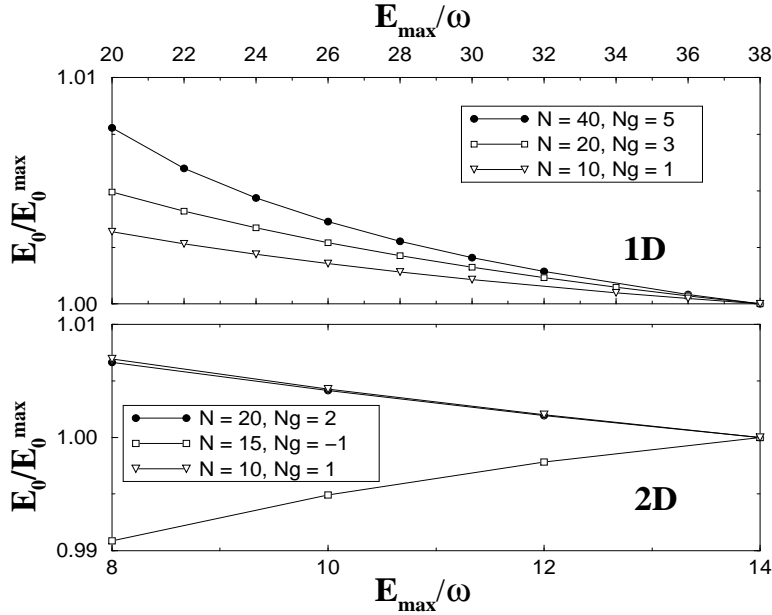 E_max/ω
20 22 24 26 28 30 32 34 36 38
1.01
N = 40, Ng = 5
N = 20, Ng = 3
N = 10, Ng = 1
E_0/E_0^max
1D
1.00
1.01
N = 20, Ng = 2
N = 15, Ng = −1
N = 10, Ng = 1
E_0/E_0^max
1.00
2D
0.99
8 10 12 14
E_max/ω